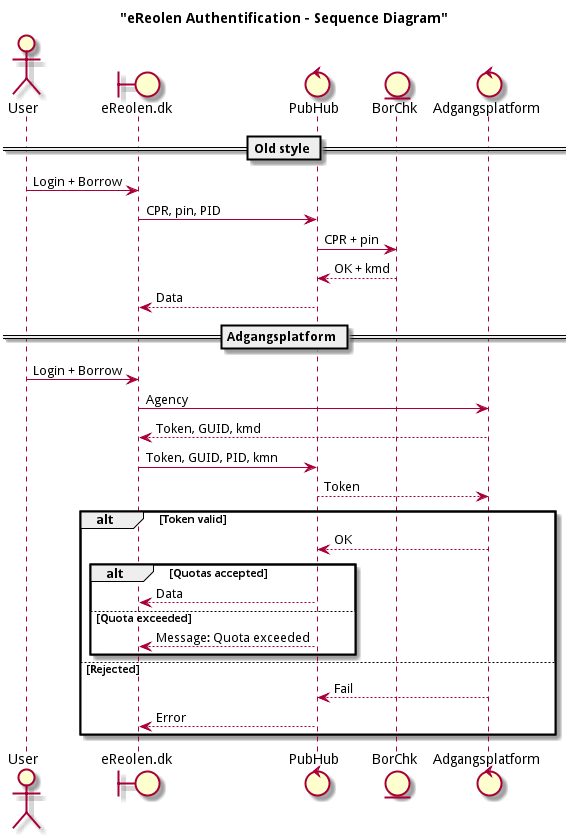 "eReolen Authentification - Sequence Diagram"
User eReolen.dk PubHub BorChk Adgangsplatform
Old style
Login + Borrow
CPR, pin, PID
CPR + pin
OK + kmd
Data
Adgangsplatform
Login + Borrow
Agency
Token, GUID, kmd
Token, GUID, PID, kmn
Token
alt [Token valid]
OK
alt [Quotas accepted]
Data
[Quota exceeded]
Message: Quota exceeded
[Rejected]
Fail
Error
User eReolen.dk PubHub BorChk Adgangsplatform